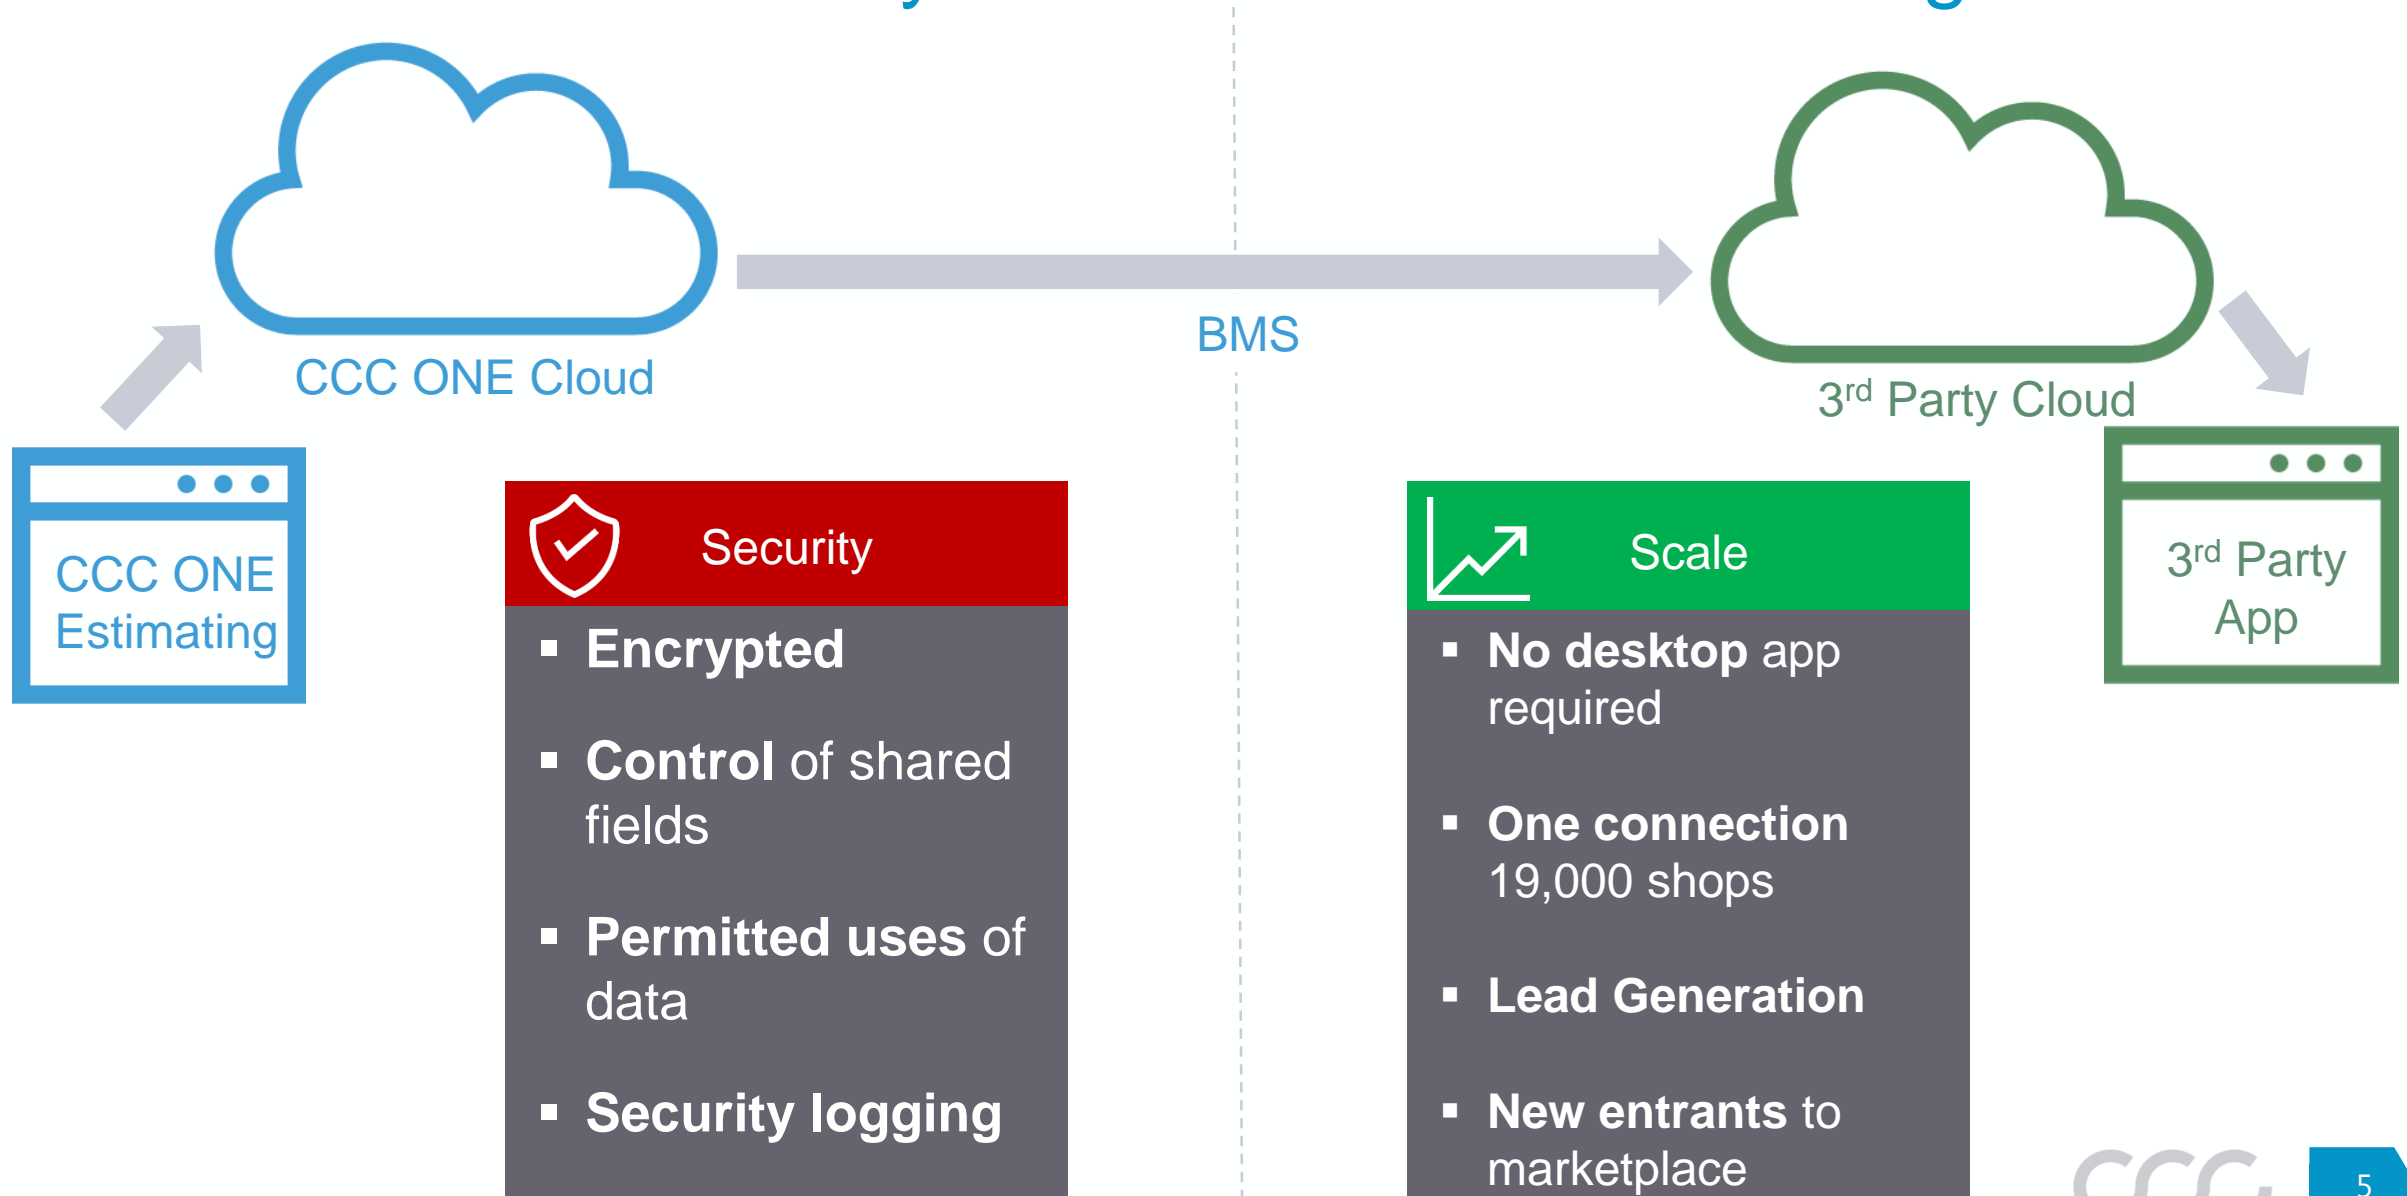 BMS
CCC ONE Cloud
3rd Party Cloud
CCC ONE
Estimating
3rd Party
App
Security
▪ Encrypted
▪ Control of shared
fields
▪ Permitted uses of
data
▪ Security logging
Scale
▪ No desktop app
required
▪ One connection
19,000 shops
▪ Lead Generation
▪ New entrants to
marketplace
CCC
5